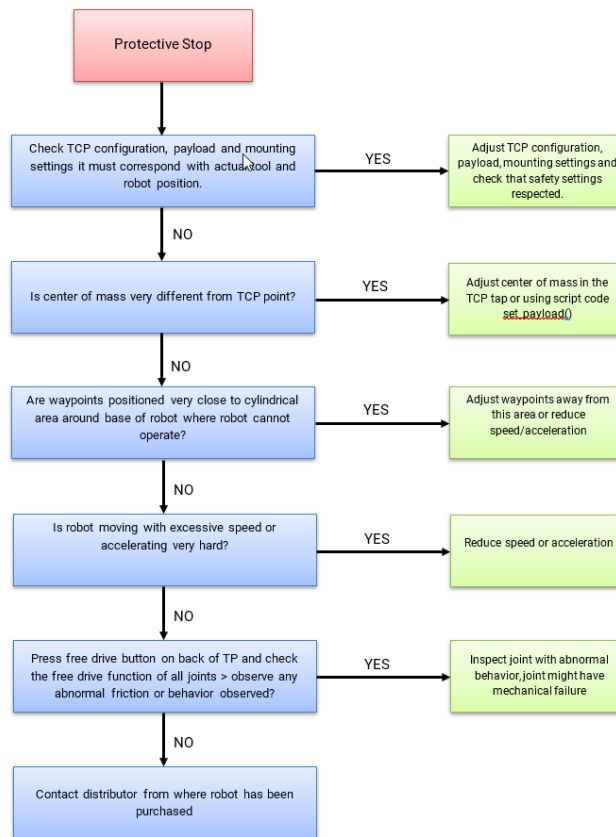 Protective Stop
Check TCP configuration, payload and mounting
settings it must correspond with actual tool and
robot position.
YES
Adjust TCP configuration,
payload, mounting settings and
check that safety settings
respected.
NO
Is center of mass very different from TCP point?
YES
Adjust center of mass in the
TCP tap or using script code
set_payload()
NO
Are waypoints positioned very close to cylindrical
area around base of robot where robot cannot
operate?
YES
Adjust waypoints away from
this area or reduce
speed/acceleration
NO
Is robot moving with excessive speed or
accelerating very hard?
YES
Reduce speed or acceleration
NO
Press free drive button on back of TP and check
the free drive function of all joints > observe any
abnormal friction or behavior observed?
YES
Inspect joint with abnormal
behavior, joint might have
mechanical failure
NO
Contact distributor from where robot has been
purchased